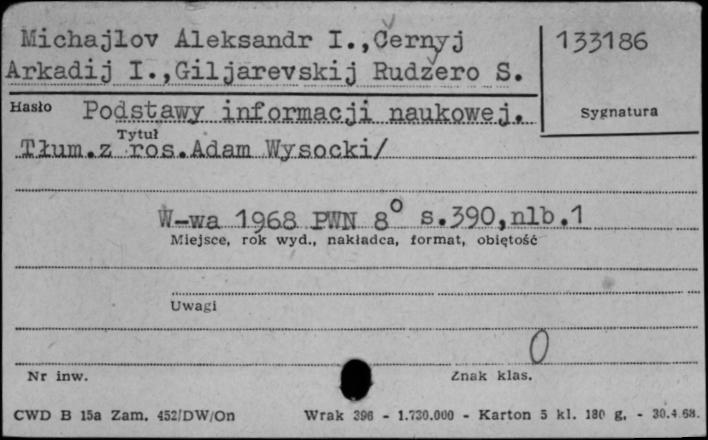 Michajlov Aleksandr I., Černyj
Arkadij I., Giljarevskij Rudžero S.
133186
Hasło
Podstawy informacji naukowej.
Sygnatura
Tytuł
Tłum.z ros.Adam Wysocki/
W-wa 1968 PWN 8° s.390,nlb.1
Miejsce, rok wyd., nakładca, format, objętość
Uwagi
0
Nr inw.
Znak klas.
CWD B 15a Zam. 452/DW/On
Wrak 396 - 1.730.000 - Karton 5 kl. 180 g. - 30.4.68.